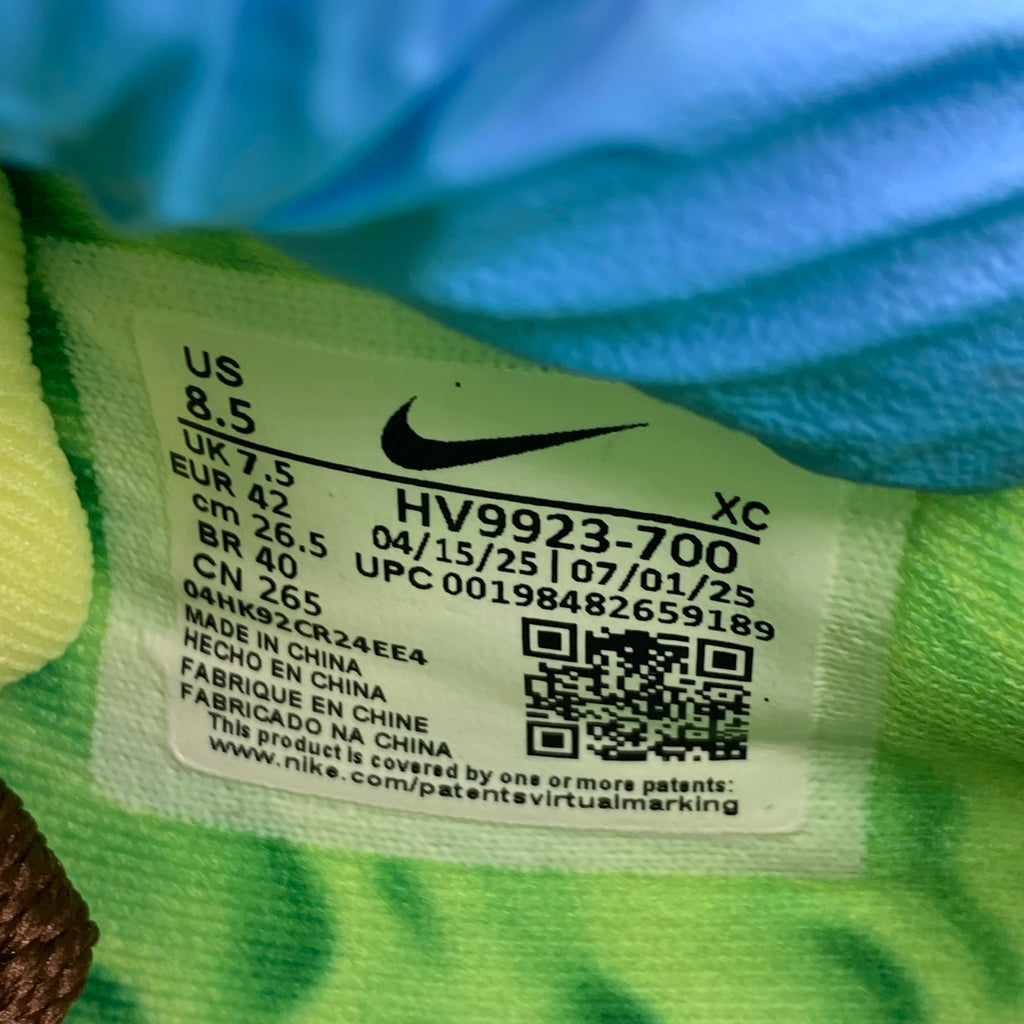 US
8.5
UK 7.5
EUR 42
cm 26.5
BR 40
CN 265
XC
HV9923-700
04/15/25 | 07/01/25
UPC 00198482659189
04HK92CR24EE4
MADE IN CHINA
HECHO EN CHINA
FABRIQUE EN CHINE
FABRICADO NA CHINA
This product is covered by one or more patents:
www.nike.com/patentsvirtualmarking